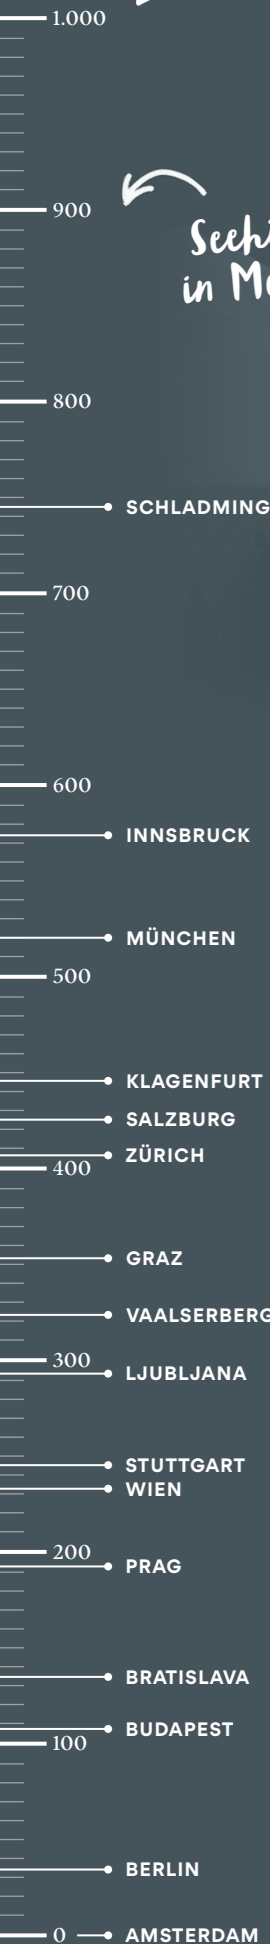 1.000
900
in
800
SCHLADMING
700
600
INNSBRUCK
MÜNCHEN
500
KLAGENFURT
SALZBURG
ZÜRICH
400
GRAZ
VAALSERBERG
300
LJUBLJANA
STUTTGART
WIEN
200
PRAG
BRATISLAVA
BUDAPEST
100
BERLIN
0 AMSTERDAM